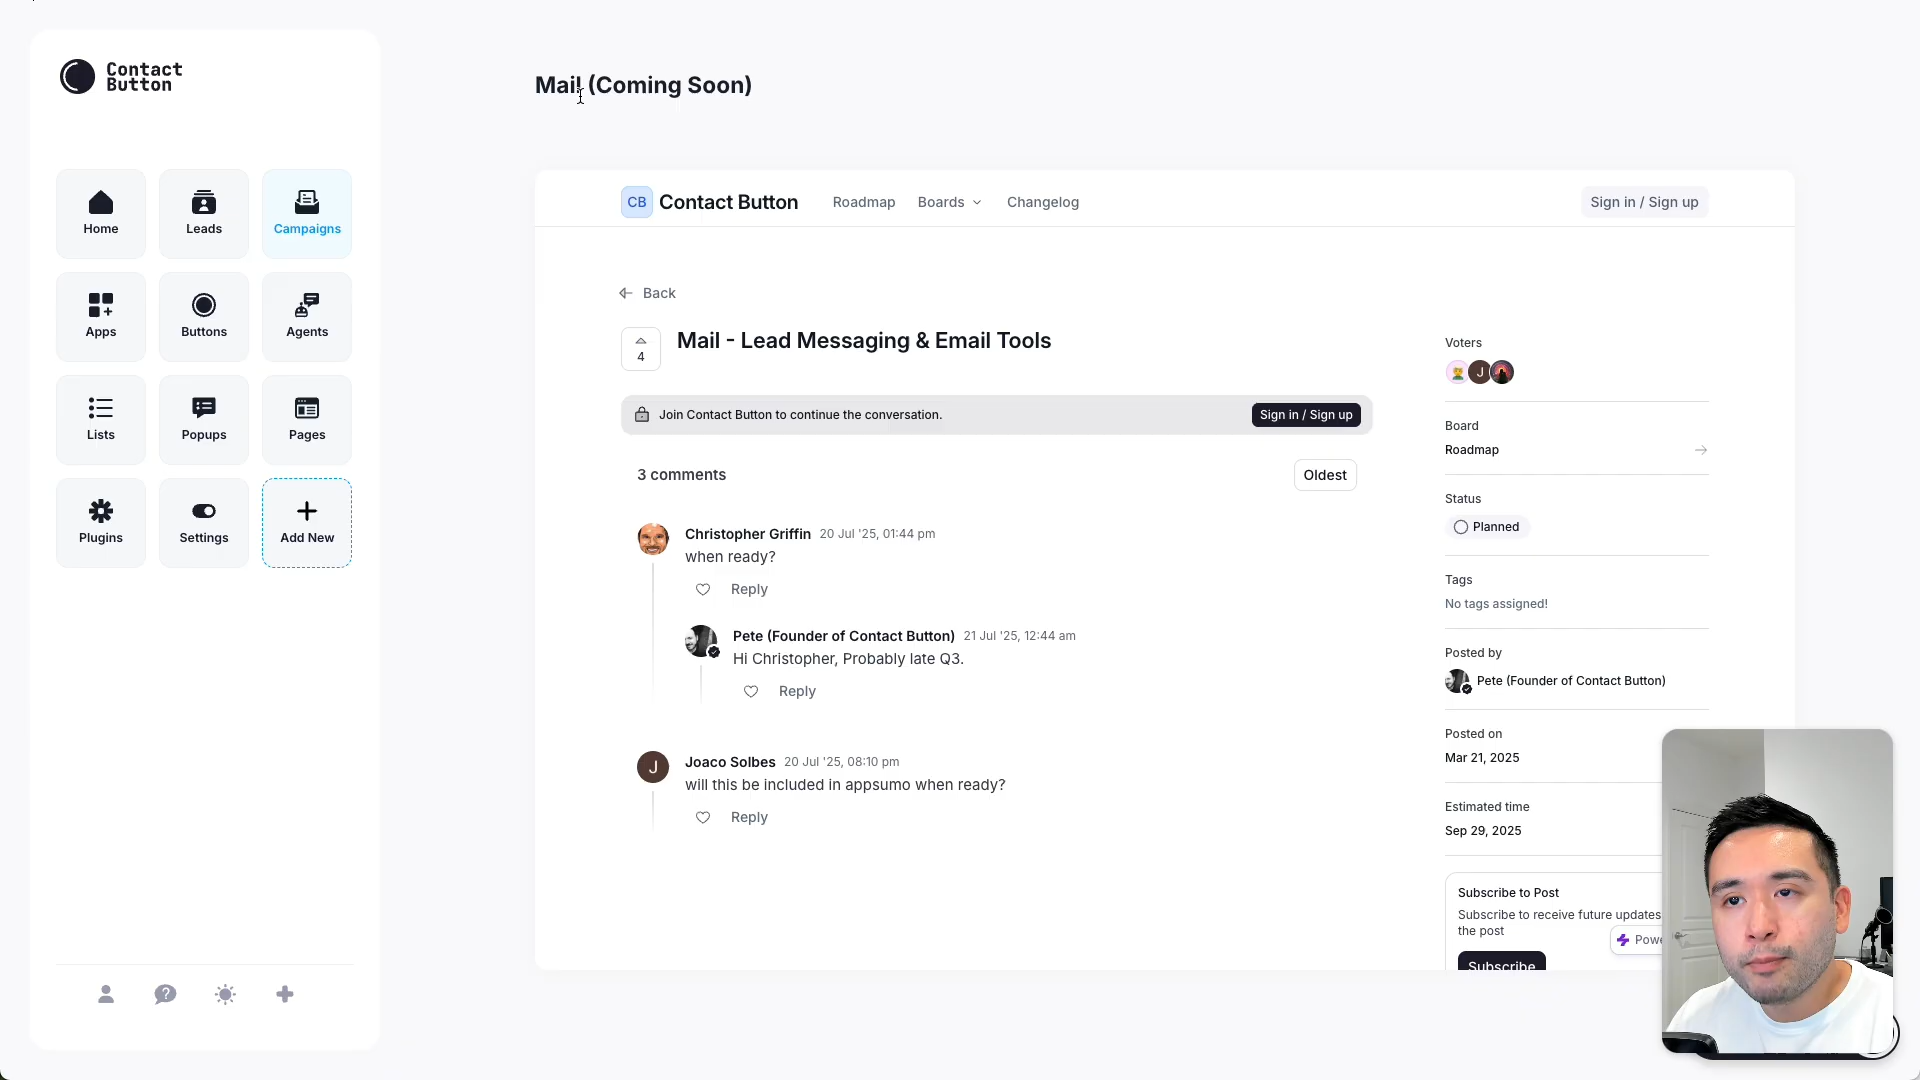 Contact
Button
Mail (Coming Soon)
Home
Leads
Campaigns
Apps
Buttons
Agents
Lists
Popups
Pages
Plugins
Settings
Add New
CB
Contact Button
Roadmap
Boards
Changelog
Sign in / Sign up
Back
4
Mail - Lead Messaging & Email Tools
Join Contact Button to continue the conversation.
Sign in / Sign up
3 comments
Oldest
Christopher Griffin 20 Jul '25, 01:44 pm
when ready?
Reply
Pete (Founder of Contact Button) 21 Jul '25, 12:44 am
Hi Christopher, Probably late Q3.
Reply
J
Joaco Solbes 20 Jul '25, 08:10 pm
will this be included in appsumo when ready?
Reply
Voters
J
Board
Roadmap
Status
Planned
Tags
No tags assigned!
Posted by
Pete (Founder of Contact Button)
Posted on
Mar 21, 2025
Estimated time
Sep 29, 2025
Subscribe to Post
Subscribe to receive future updates
the post
Subscribe